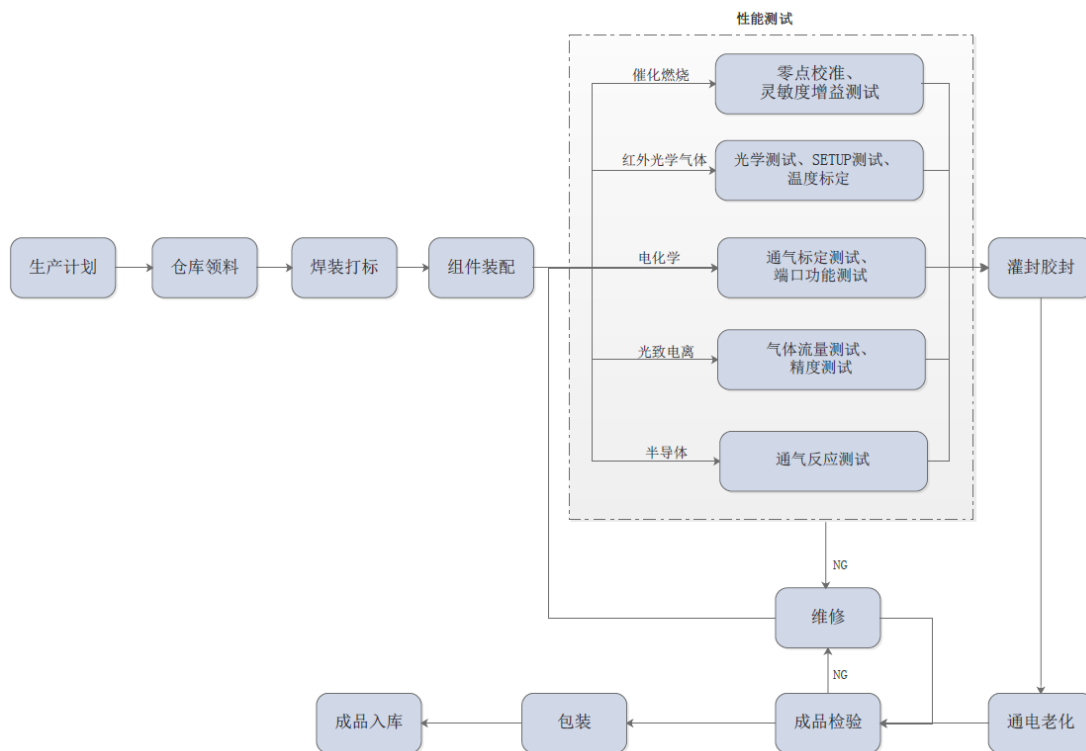 性能测试
催化燃烧
零点校准、
灵敏度增益测试
红外光学气体
光学测试、SETUP测试、
温度标定
生产计划
仓库领料
焊装打标
组件装配
电化学
通气标定测试、
端口功能测试
灌封胶封
光致电离
气体流量测试、
精度测试
半导体
通气反应测试
NG
维修
NG
成品入库
包装
成品检验
通电老化